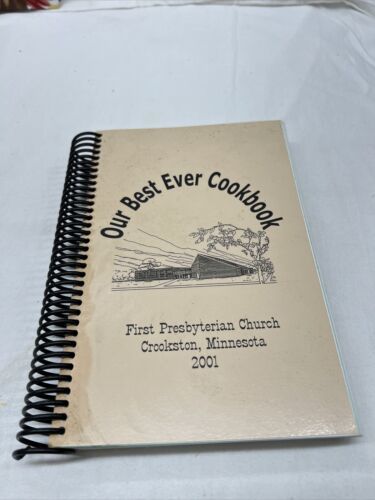 Our Best Ever Cookbook
First Presbyterian Church
Crookston, Minnesota
2001